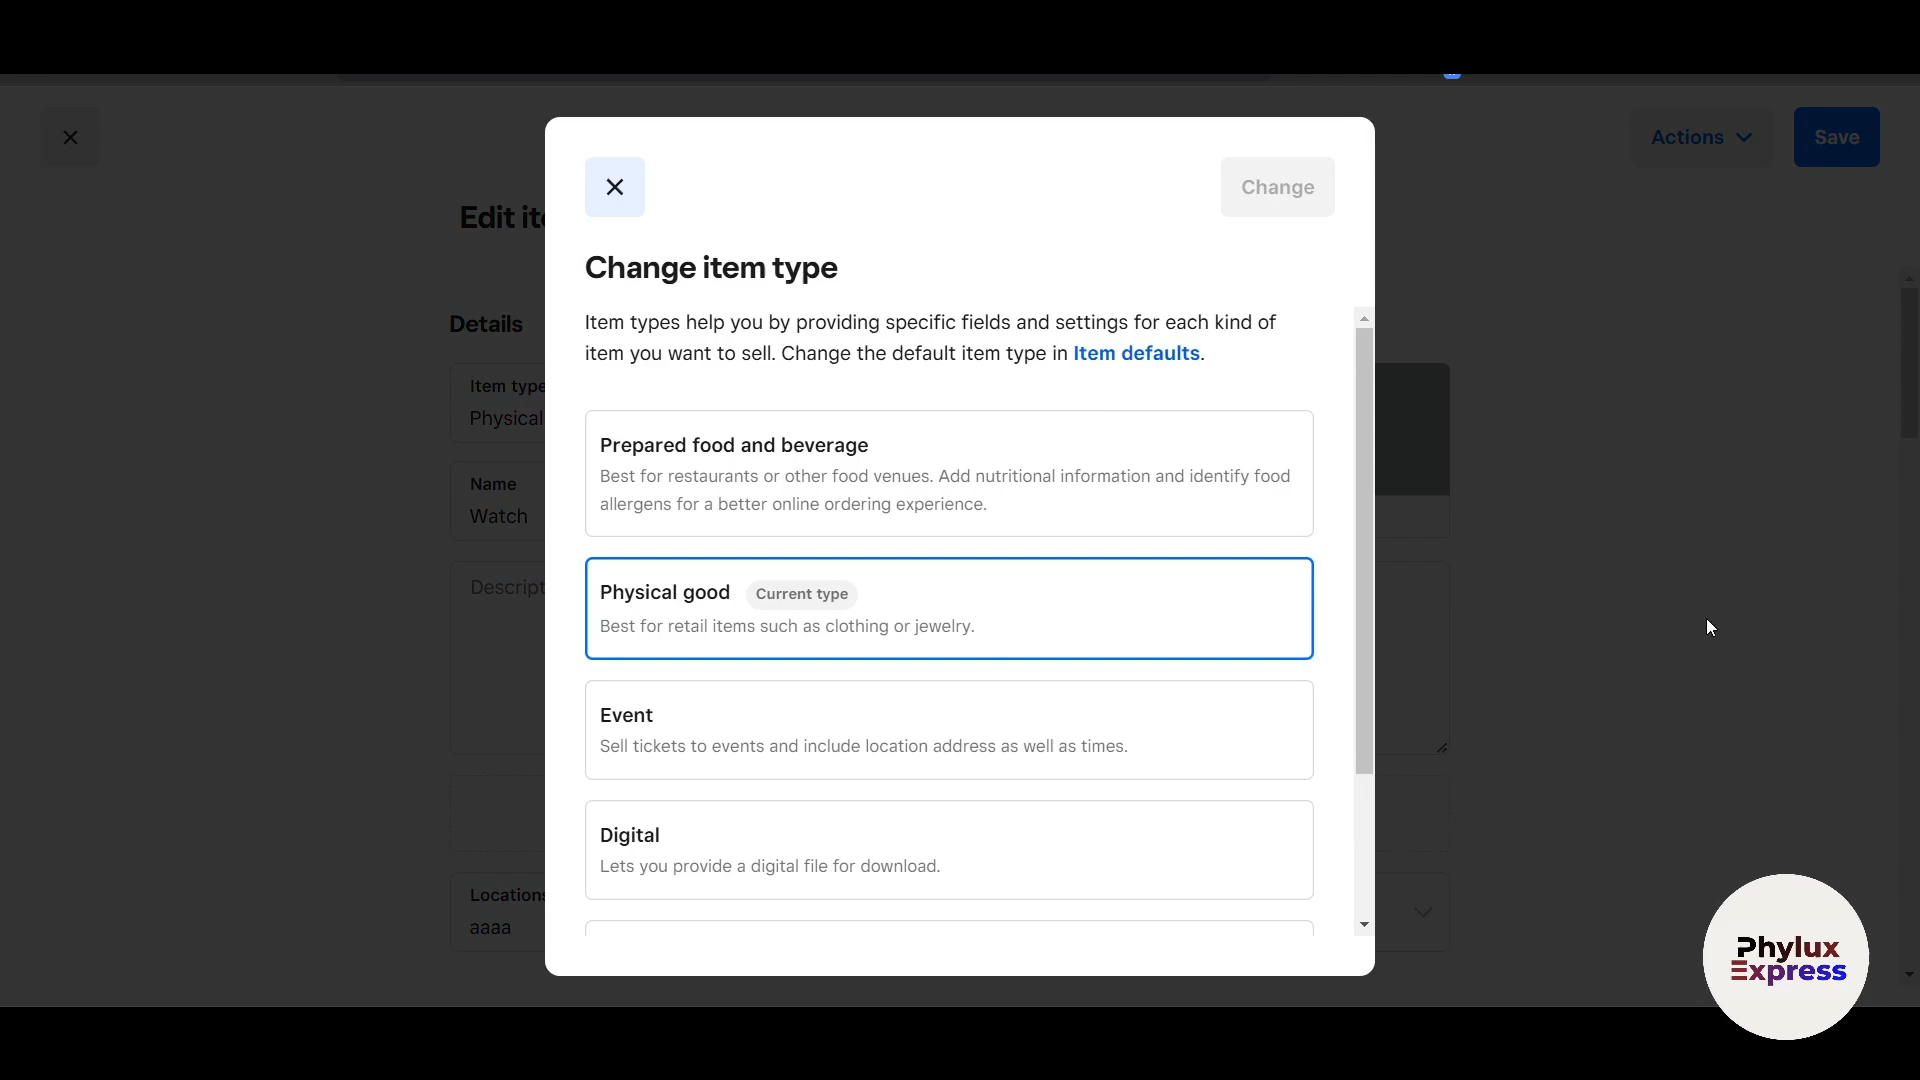 Actions
Save
Change
Edit ite
Change item type
Item types help you by providing specific fields and settings for each kind of
item you want to sell. Change the default item type in Item defaults.
Details
Item type
Physical
Name
Watch
Descript
Locations
aaaa
Prepared food and beverage
Best for restaurants or other food venues. Add nutritional information and identify food
allergens for a better online ordering experience.
Physical good Current type
Best for retail items such as clothing or jewelry.
Event
Sell tickets to events and include location address as well as times.
Digital
Lets you provide a digital file for download.
Phylux
Express